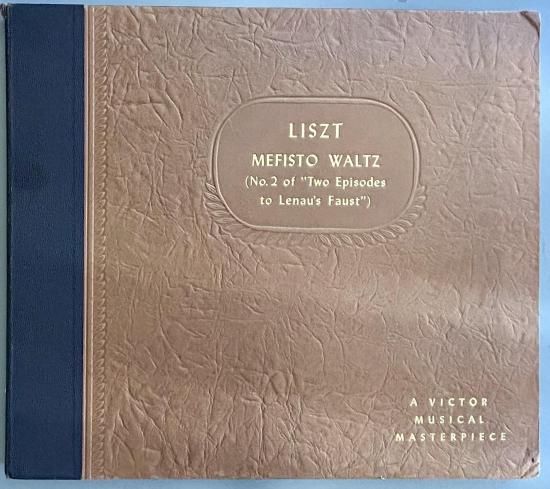 LISZT
MEFISTO WALTZ
(No. 2 of "Two Episodes
to Lenau's Faust")
A VICTOR
MUSICAL
MASTERPIECE